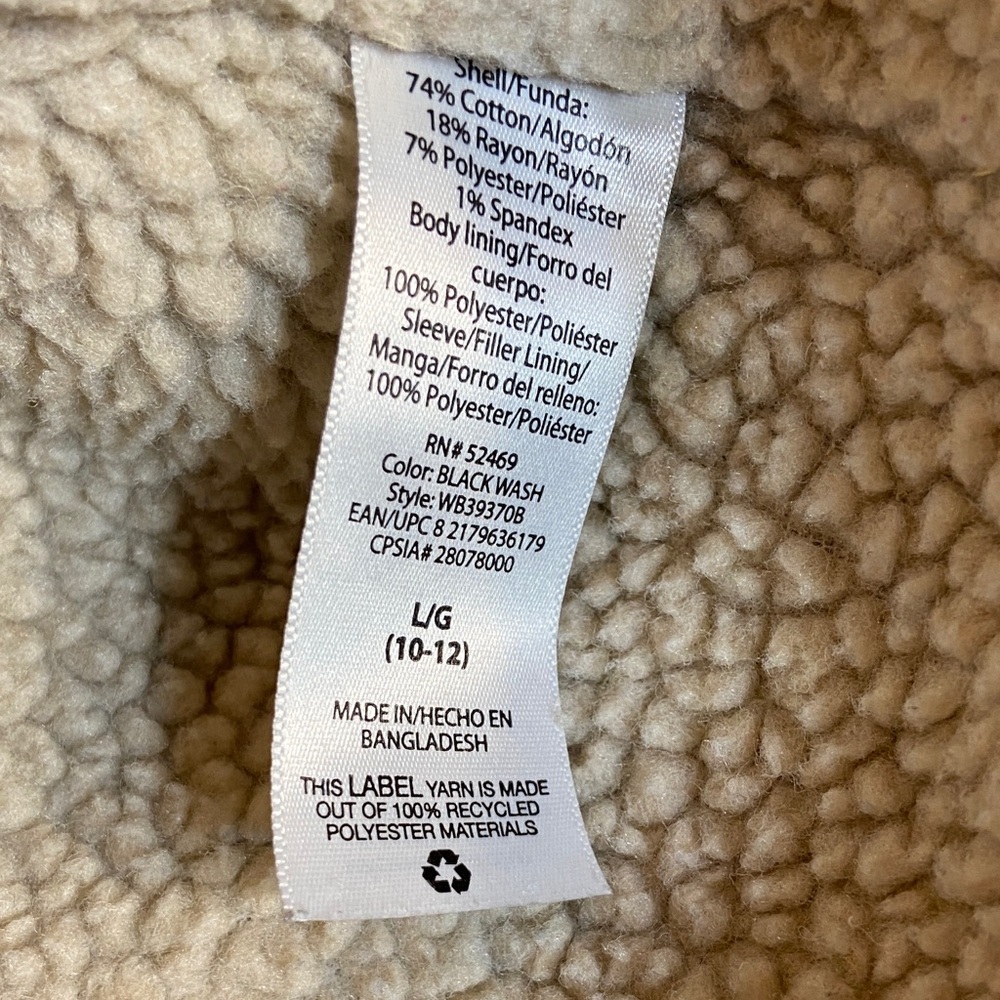 Shell/Funda:
74% Cotton/Algodón
18% Rayon/Rayón
7% Polyester/Poliéster
1% Spandex
Body lining/Forro del
cuerpo:
100% Polyester/Poliéster
Sleeve/Filler Lining/
Manga/Forro del relleno:
100% Polyester/Poliéster
RN# 52469
Color: BLACK WASH
Style: WB39370B
EAN/UPC 8 2179636179
CPSIA# 28078000
L/G
(10-12)
MADE IN/HECHO EN
BANGLADESH
THIS LABEL YARN IS MADE
OUT OF 100% RECYCLED
POLYESTER MATERIALS